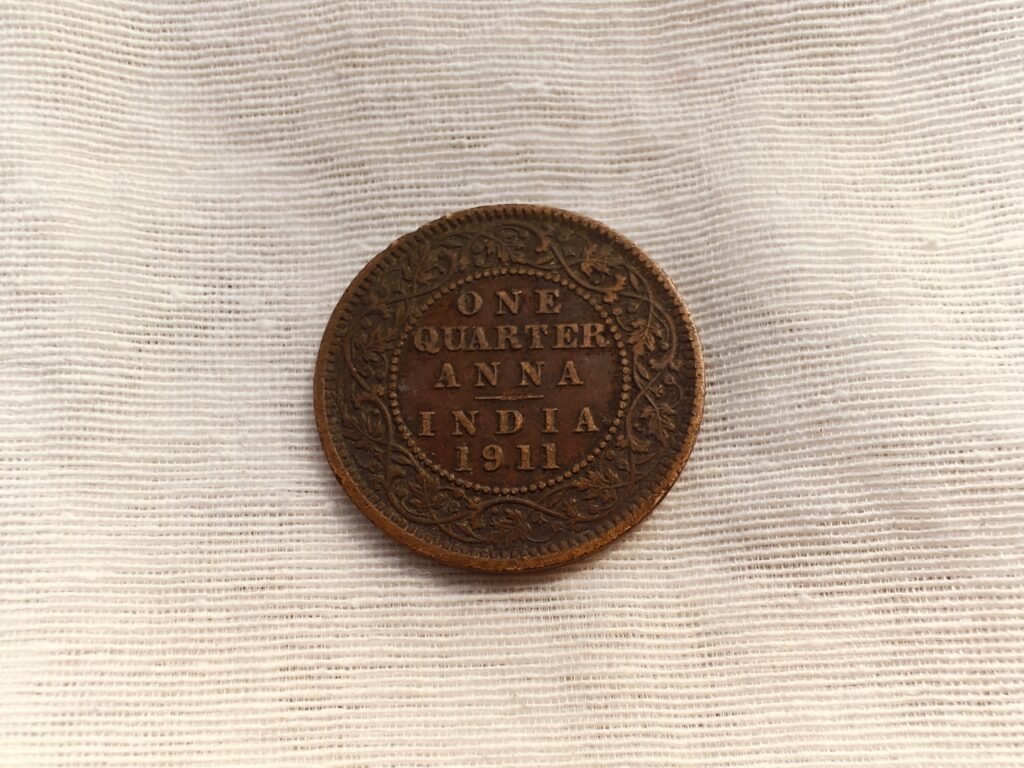 ONE
QUARTER
ANNA
INDIA
1911